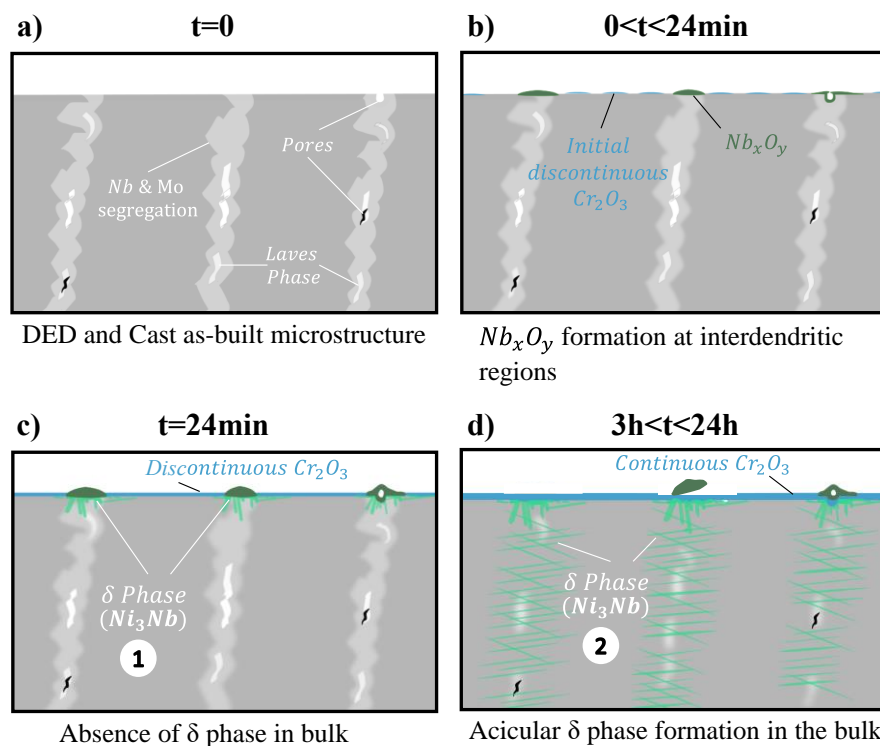 a) t=0
Pores
Nb & Mo
segregation
Laves
Phase
DED and Cast as-built microstructure
b) 0<t<24min
Initial
discontinuous
Cr₂O₃
NbₓOᵧ
NbₓOᵧ formation at interdendritic
regions
c) t=24min
Discontinuous Cr₂O₃
δ Phase
(Ni₃Nb)
1
Absence of δ phase in bulk
d) 3h<t<24h
Continuous Cr₂O₃
δ Phase
(Ni₃Nb)
2
Acicular δ phase formation in the bulk